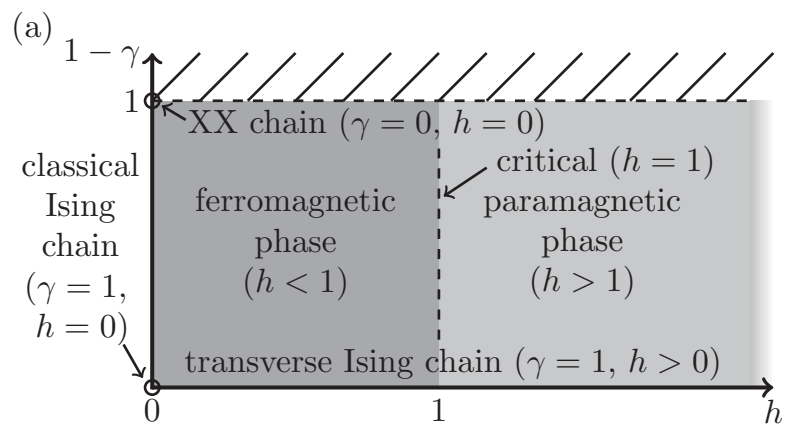 (a)
1 − γ
1
XX chain (γ = 0, h = 0)
classical
Ising
chain
(γ = 1,
h = 0)
critical (h = 1)
ferromagnetic
phase
(h < 1)
paramagnetic
phase
(h > 1)
transverse Ising chain (γ = 1, h > 0)
0
1
h